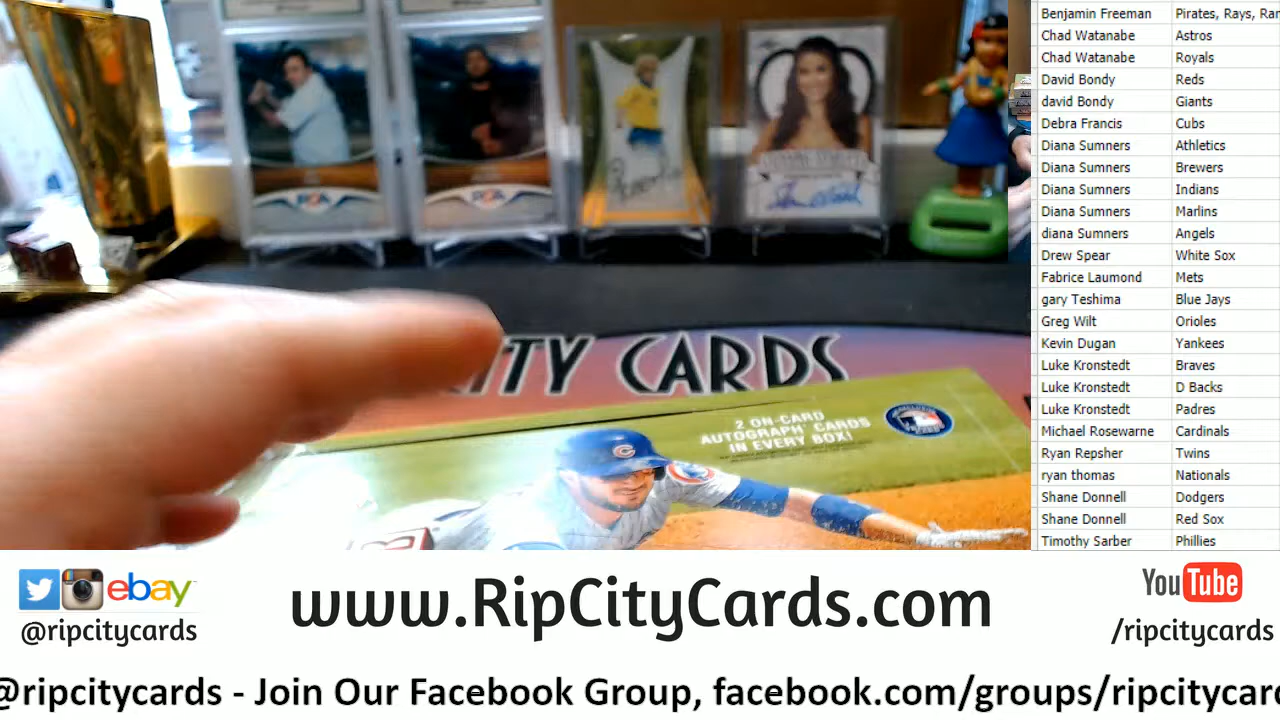 Benjamin Freeman Pirates, Rays, Ran
Chad Watanabe Astros
Chad Watanabe Royals
David Bondy Reds
david Bondy Giants
Debra Francis Cubs
Diana Sumners Athletics
Diana Sumners Brewers
Diana Sumners Indians
Diana Sumners Marlins
diana Sumners Angels
Drew Spear White Sox
Fabrice Laumond Mets
gary Teshima Blue Jays
Greg Wilt Orioles
Kevin Dugan Yankees
Luke Kronstedt Braves
Luke Kronstedt D Backs
Luke Kronstedt Padres
Michael Rosewarne Cardinals
Ryan Repsher Twins
ryan thomas Nationals
Shane Donnell Dodgers
Shane Donnell Red Sox
Timothy Sarber Phillies
ITY CARDS
2 ON-CARD
AUTOGRAPH CARDS
IN EVERY BOX!
C
ebay
@ripcitycards
www.RipCityCards.com
YouTube
/ripcitycards
@ripcitycards - Join Our Facebook Group, facebook.com/groups/ripcitycard